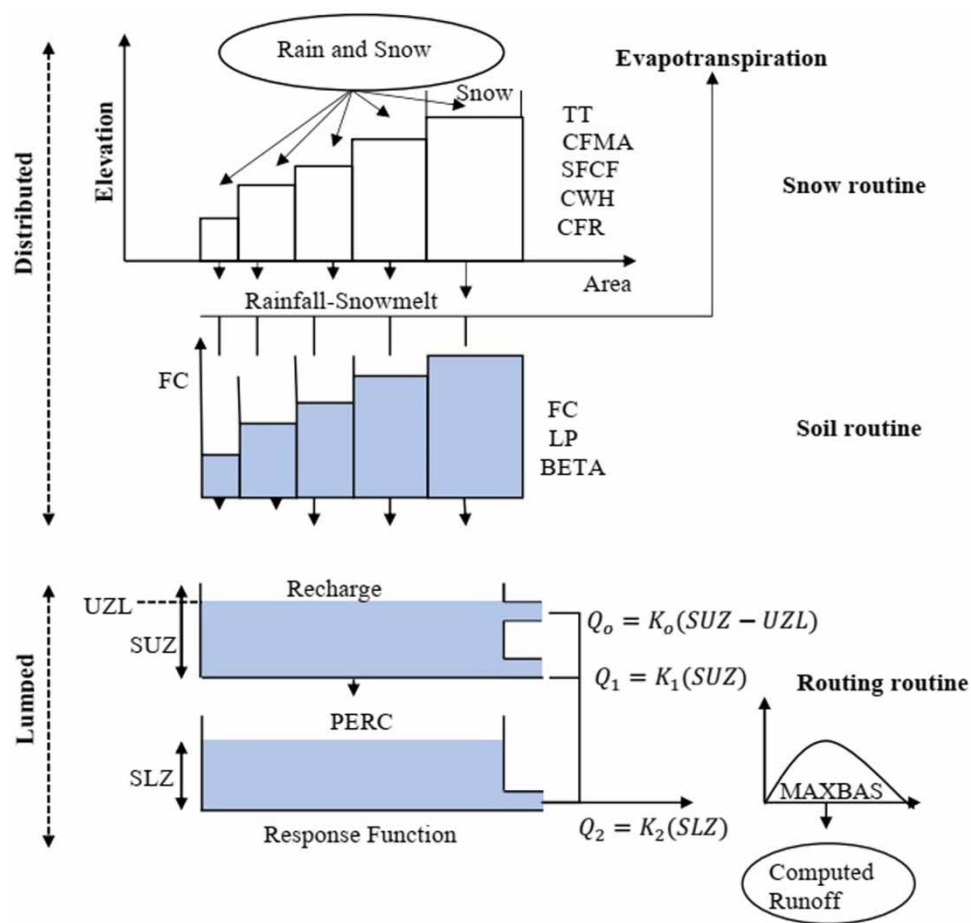 Rain and Snow
Evapotranspiration
Snow
TT
CFMA
SFCF
CWH
CFR
Snow routine
Elevation
Distributed
Area
Rainfall-Snowmelt
FC
FC
LP
BETA
Soil routine
Recharge
UZL
SUZ
Q_o = K_o(SUZ − UZL)
Q_1 = K_1(SUZ)
Routing routine
Lumped
PERC
SLZ
MAXBAS
Q_2 = K_2(SLZ)
Response Function
Computed
Runoff